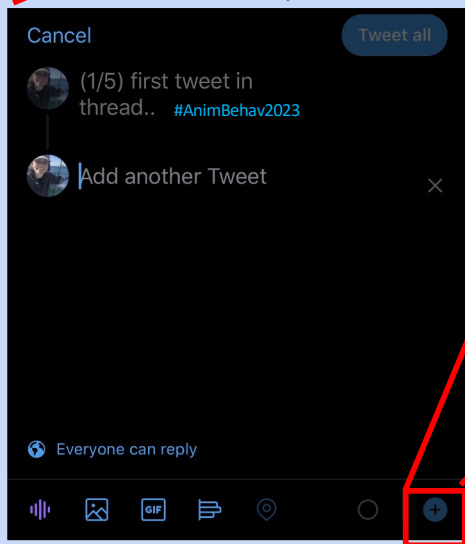 Cancel
Tweet all
(1/5) first tweet in
thread.. #AnimBehav2023
Add another Tweet
Everyone can reply
GIF